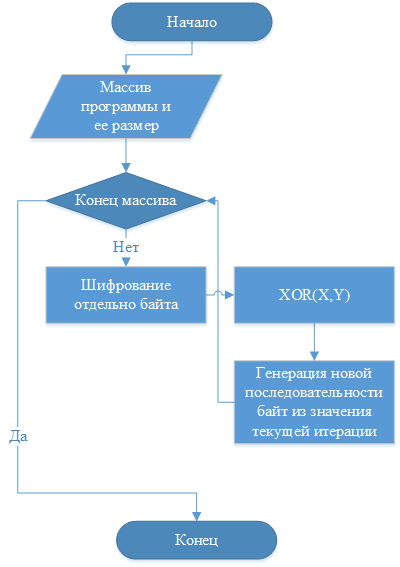 Начало
Массив
программы и
ее размер
Конец массива
Нет
Шифрование
отдельно байта
XOR(X,Y)
Генерация новой
последовательности
байт из значения
текущей итерации
Да
Конец